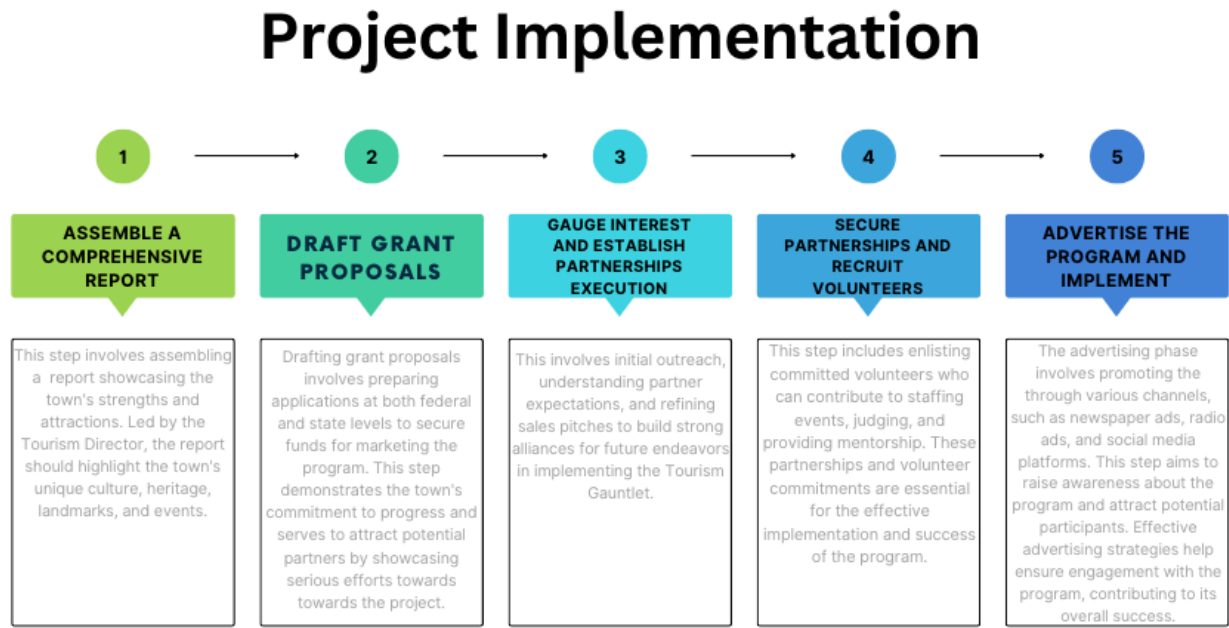 Project Implementation
1
2
3
4
5
ASSEMBLE A
COMPREHENSIVE
REPORT
DRAFT GRANT
PROPOSALS
GAUGE INTEREST
AND ESTABLISH
PARTNERSHIPS
EXECUTION
SECURE
PARTNERSHIPS AND
RECRUIT
VOLUNTEERS
ADVERTISE THE
PROGRAM AND
IMPLEMENT
This step involves assembling
a report showcasing the
town's strengths and
attractions. Led by the
Tourism Director, the report
should highlight the town's
unique culture, heritage,
landmarks, and events.
Drafting grant proposals
involves preparing
applications at both federal
and state levels to secure
funds for marketing the
program. This step
demonstrates the town's
commitment to progress and
serves to attract potential
partners by showcasing
serious efforts towards
towards the project.
This involves initial outreach,
understanding partner
expectations, and refining
sales pitches to build strong
alliances for future endeavors
in implementing the Tourism
Gauntlet.
This step includes enlisting
committed volunteers who
can contribute to staffing
events, judging, and
providing mentorship. These
partnerships and volunteer
commitments are essential
for the effective
implementation and success
of the program.
The advertising phase
involves promoting the
through various channels,
such as newspaper ads, radio
ads, and social media
platforms. This step aims to
raise awareness about the
program and attract potential
participants. Effective
advertising strategies help
ensure engagement with the
program, contributing to its
overall success.